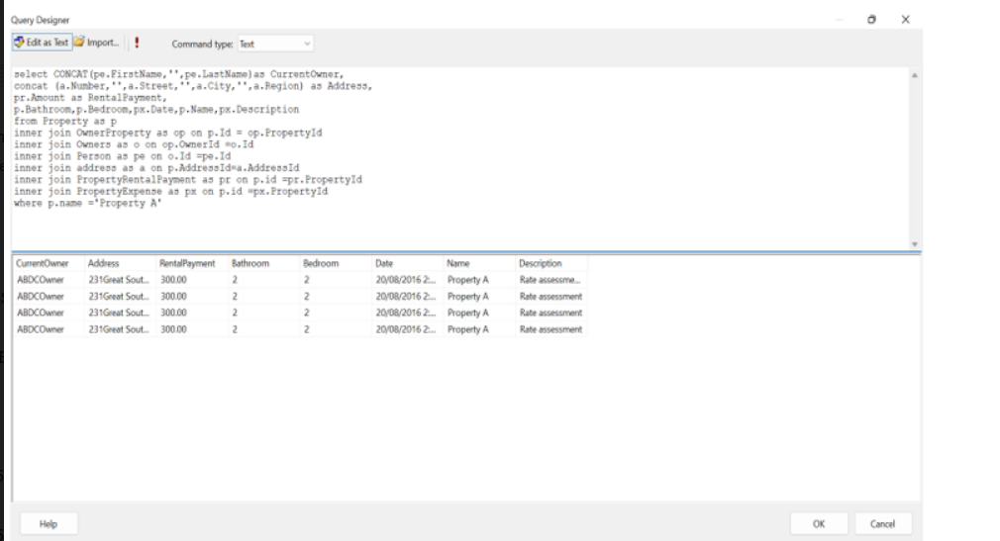 Query Designer
Edit as Text Import... ! Command type: Text
select CONCAT(pe.FirstName,'',pe.LastName)as CurrentOwner,
concat (a.Number,'',a.Street,'',a.City,'',a.Region) as Address,
pr.Amount as RentalPayment,
p.Bathroom,p.Bedroom,px.Date,p.Name,px.Description
from Property as p
inner join OwnerProperty as op on p.Id = op.PropertyId
inner join Owners as o on op.OwnerId =o.Id
inner join Person as pe on o.Id =pe.Id
inner join address as a on p.AddressId=a.AddressId
inner join PropertyRentalPayment as pr on p.id =pr.PropertyId
inner join PropertyExpense as px on p.id =px.PropertyId
where p.name ='Property A'
CurrentOwner Address RentalPayment Bathroom Bedroom Date Name Description
ABDCOwner 231Great Sout... 300.00 2 2 20/08/2016 2:... Property A Rate assessme...
ABDCOwner 231Great Sout... 300.00 2 2 20/08/2016 2:... Property A Rate assessment
ABDCOwner 231Great Sout... 300.00 2 2 20/08/2016 2:... Property A Rate assessment
ABDCOwner 231Great Sout... 300.00 2 2 20/08/2016 2:... Property A Rate assessment
Help OK Cancel